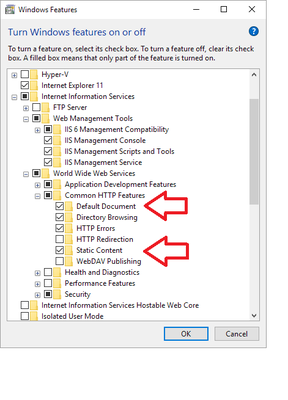 Windows Features
Turn Windows features on or off
To turn a feature on, select its check box. To turn a feature off, clear its check
box. A filled box means that only part of the feature is turned on.
Hyper-V
Internet Explorer 11
Internet Information Services
FTP Server
Web Management Tools
IIS 6 Management Compatibility
IIS Management Console
IIS Management Scripts and Tools
IIS Management Service
World Wide Web Services
Application Development Features
Common HTTP Features
Default Document
Directory Browsing
HTTP Errors
HTTP Redirection
Static Content
WebDAV Publishing
Health and Diagnostics
Performance Features
Security
Internet Information Services Hostable Web Core
Isolated User Mode
OK
Cancel